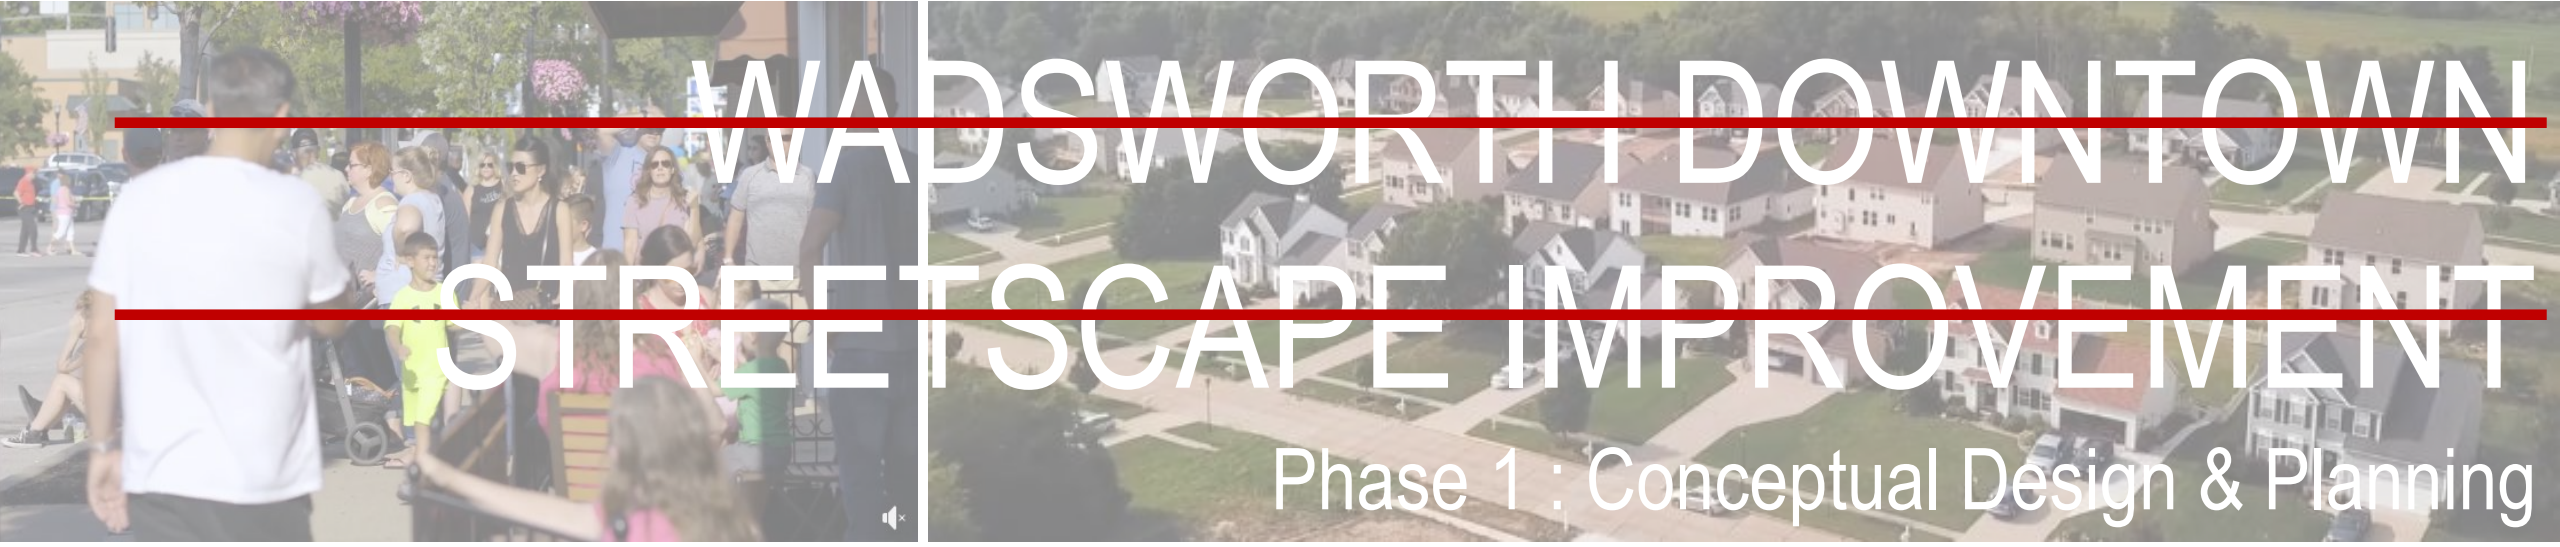 WADSWORTH DOWNTOWN
STREETSCAPE IMPROVEMENT
Phase 1 : Conceptual Design & Planning